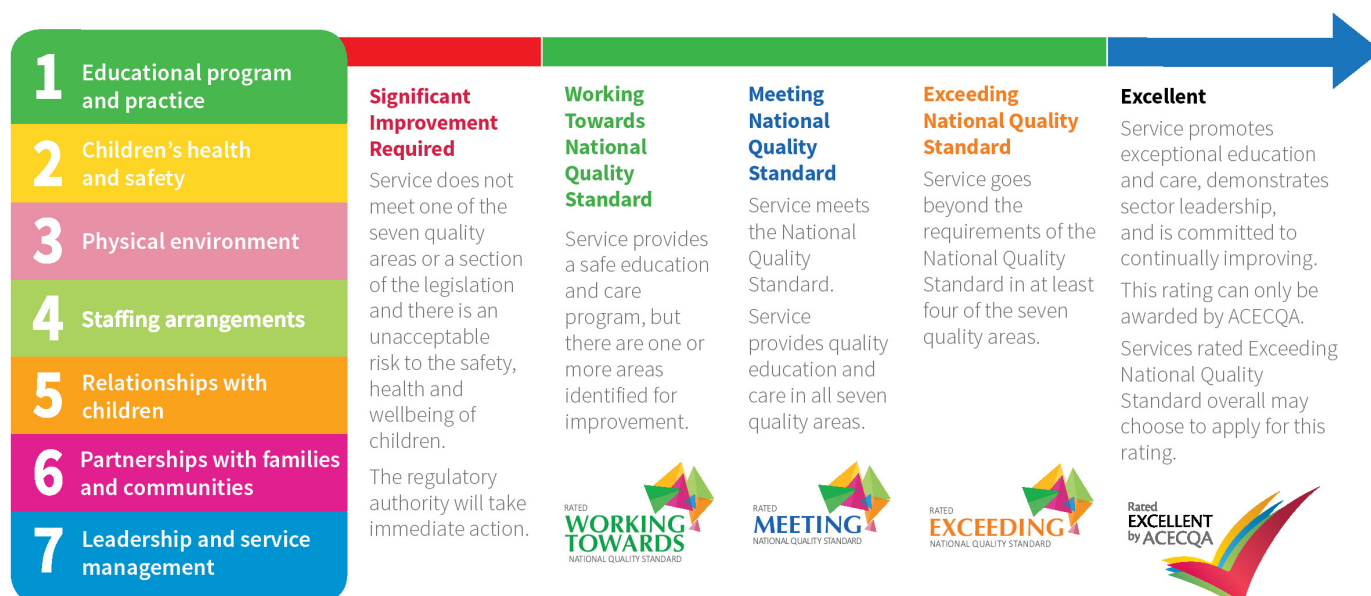 1
Educational program
and practice
2
Children's health
and safety
3
Physical environment
4
Staffing arrangements
5
Relationships with
children
6
Partnerships with families
and communities
7
Leadership and service
management
Significant
Improvement
Required
Service does not
meet one of the
seven quality
areas or a section
of the legislation
and there is an
unacceptable
risk to the safety,
health and
wellbeing of
children.
The regulatory
authority will take
immediate action.
Working
Towards
National
Quality
Standard
Service provides
a safe education
and care
program, but
there are one or
more areas
identified for
improvement.
RATED
WORKING
TOWARDS
NATIONAL QUALITY STANDARD
Meeting
National
Quality
Standard
Service meets
the National
Quality
Standard.
Service
provides quality
education and
care in all seven
quality areas.
RATED
MEETING
NATIONAL QUALITY STANDARD
Exceeding
National Quality
Standard
Service goes
beyond the
requirements of the
National Quality
Standard in at least
four of the seven
quality areas.
RATED
EXCEEDING
NATIONAL QUALITY STANDARD
Excellent
Service promotes
exceptional education
and care, demonstrates
sector leadership,
and is committed to
continually improving.
This rating can only be
awarded by ACECQA.
Services rated Exceeding
National Quality
Standard overall may
choose to apply for this
rating.
Rated
EXCELLENT
by ACECQA